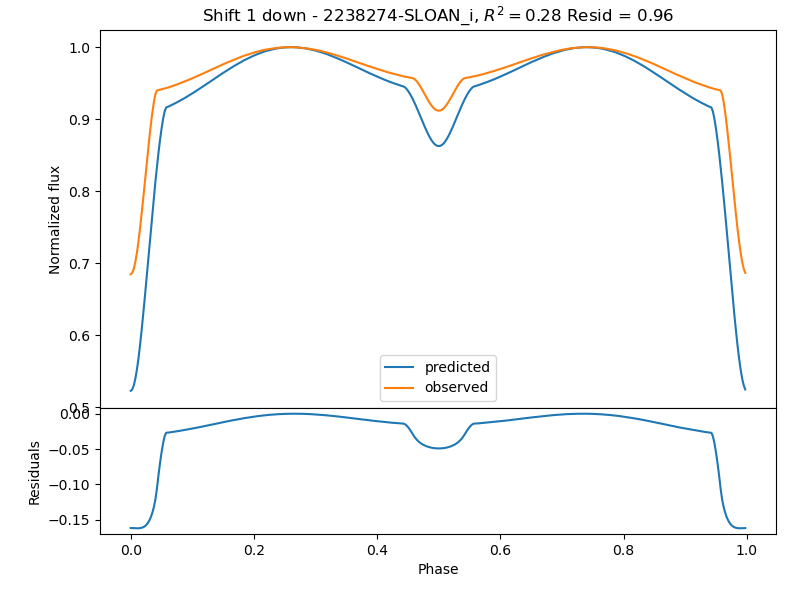 Shift 1 down - 2238274-SLOAN_i, $R^2 = 0.28$ Resid = 0.96
1.0
0.9
0.8
0.7
0.6
0.5
Normalized flux
predicted
observed
0.00
−0.05
−0.10
−0.15
Residuals
0.0 0.2 0.4 0.6 0.8 1.0
Phase